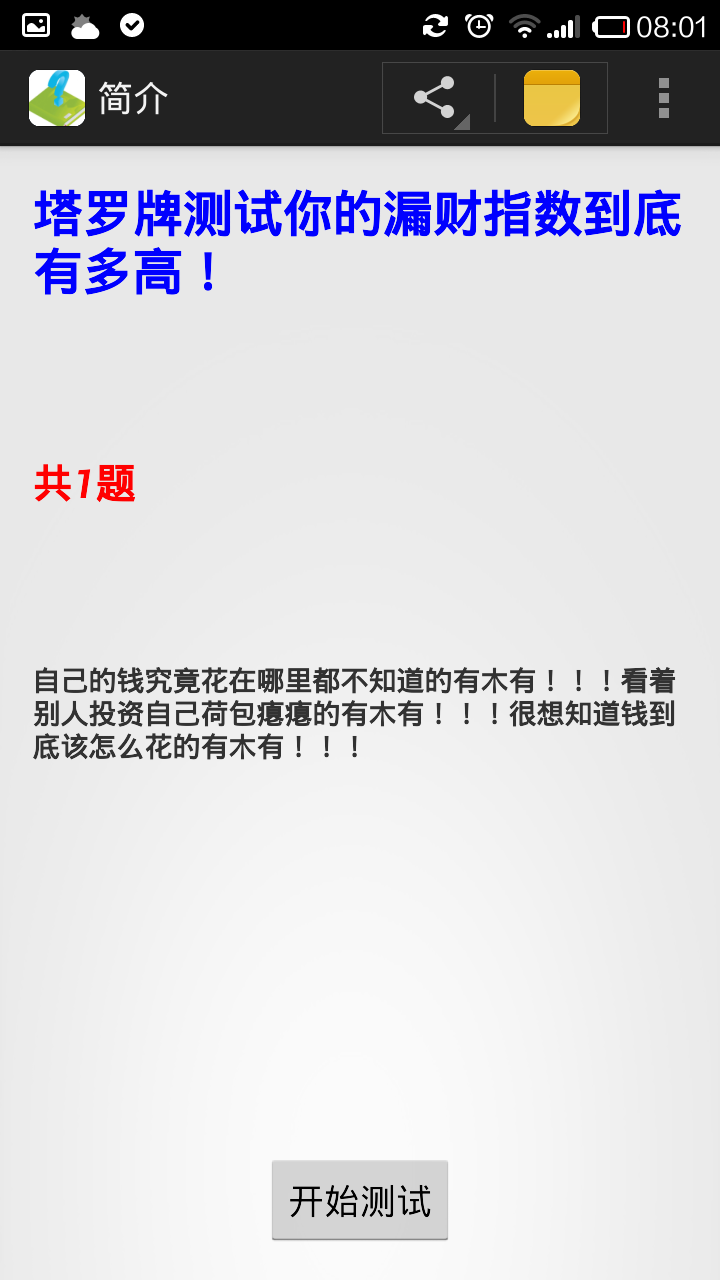 08:01
简介
塔罗牌测试你的漏财指数到底
有多高！
共1题
自己的钱究竟花在哪里都不知道的有木有！！！看着
别人投资自己荷包瘪瘪的有木有！！！很想知道钱到
底该怎么花的有木有！！！
开始测试